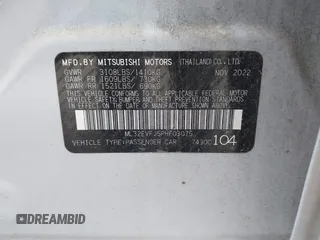 MFD.BY MITSUBISHI MOTORS (THAILAND) CO., LTD.
GVWR 3108LBS/1410KG NOV 2022
GAWR FR 1609LBS/ 730KG
GAWR RR 1521LBS/ 690KG
THIS VEHICLE CONFORMS TO ALL APPLICABLE FEDERAL MOTOR VEHICLE
SAFETY, BUMPER AND THEFT PREVENTION STANDARDS IN EFFECT ON THE
DATE OF MANUFACTURE SHOWN ABOVE.
VEHICLE TYPE:PASSENGER CAR 104
DEALERBID